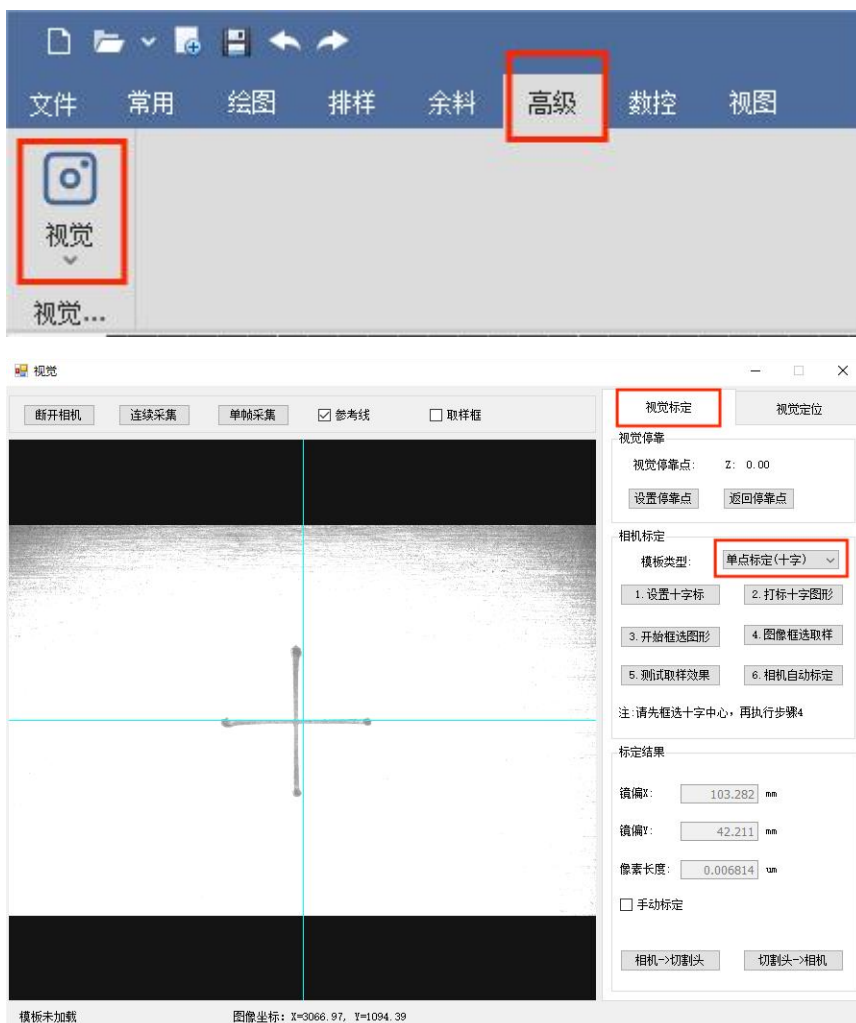 文件 常用 绘图 排样 余料 高级 数控 视图
视觉
视觉...
视觉
断开相机 连续采集 单帧采集 参考线 取样框
视觉标定 视觉定位
视觉停靠
视觉停靠点: Z: 0.00
设置停靠点 返回停靠点
相机标定
模板类型: 单点标定(十字)
1. 设置十字标 2. 打标十字图形
3. 开始框选图形 4. 图像框选取样
5. 测试取样效果 6. 相机自动标定
注:请先框选十字中心,再执行步骤4
标定结果
镜偏X: 103.282 mm
镜偏Y: 42.211 mm
像素长度: 0.006814 um
手动标定
相机->切割头 切割头->相机
模板未加载 图像坐标: X=3066.97, Y=1094.39